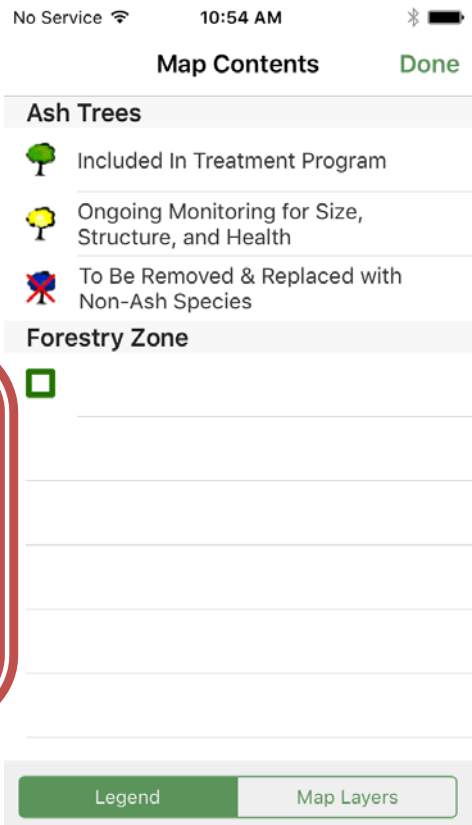 No Service 10:54 AM
Map Contents Done
Ash Trees
Included In Treatment Program
Ongoing Monitoring for Size,
Structure, and Health
To Be Removed & Replaced with
Non-Ash Species
Forestry Zone
Legend Map Layers